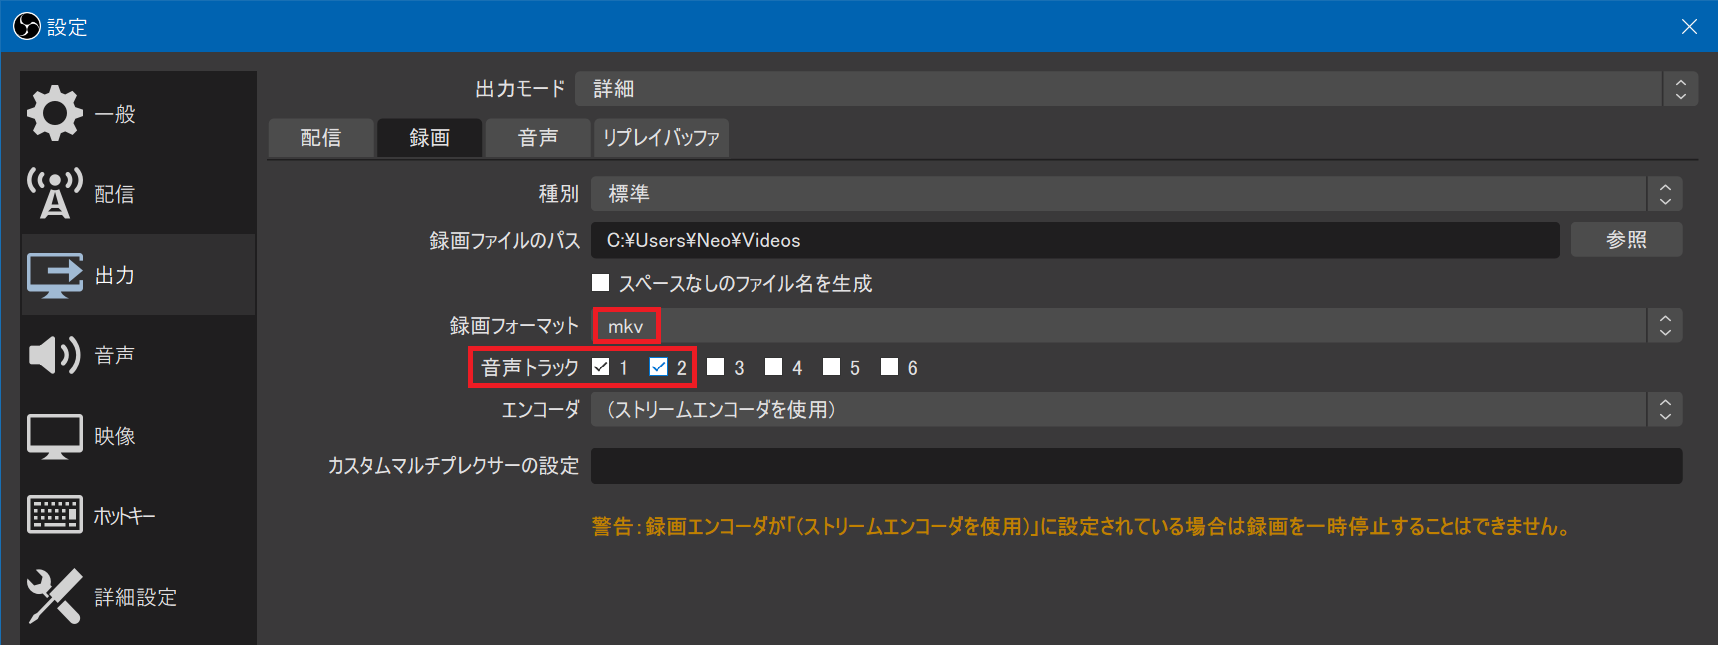 設定
一般
配信
出力
音声
映像
ホットキー
詳細設定
出力モード 詳細
配信 録画 音声 リプレイバッファ
種別 標準
録画ファイルのパス C:¥Users¥Neo¥Videos 参照
スペースなしのファイル名を生成
録画フォーマット mkv
音声トラック 1 2 3 4 5 6
エンコーダ (ストリームエンコーダを使用)
カスタムマルチプレクサーの設定
警告: 録画エンコーダが「(ストリームエンコーダを使用)」に設定されている場合は録画を一時停止することはできません。